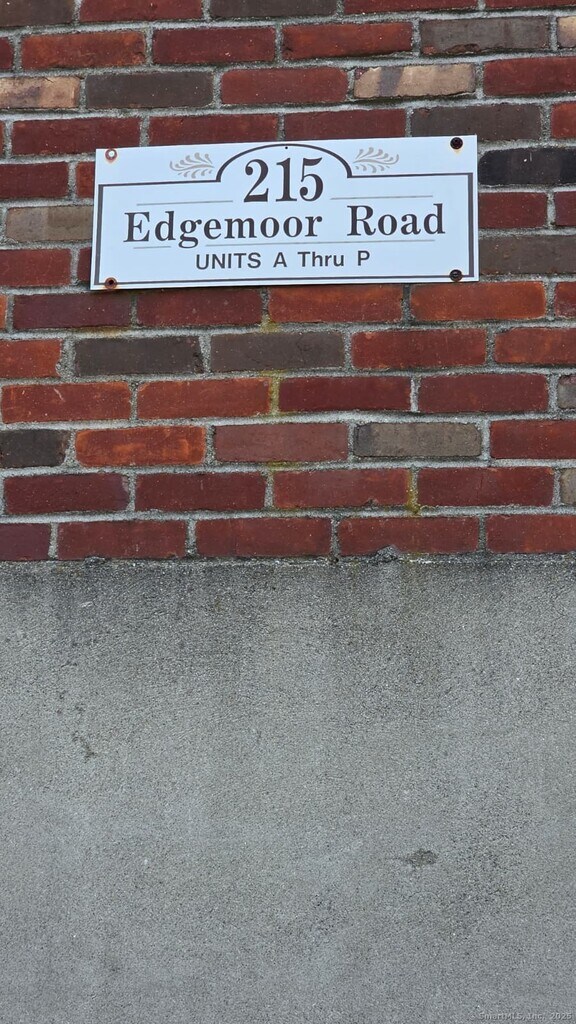 215
Edgemoor Road
UNITS A Thru P
SmartMLS, Inc. 2025